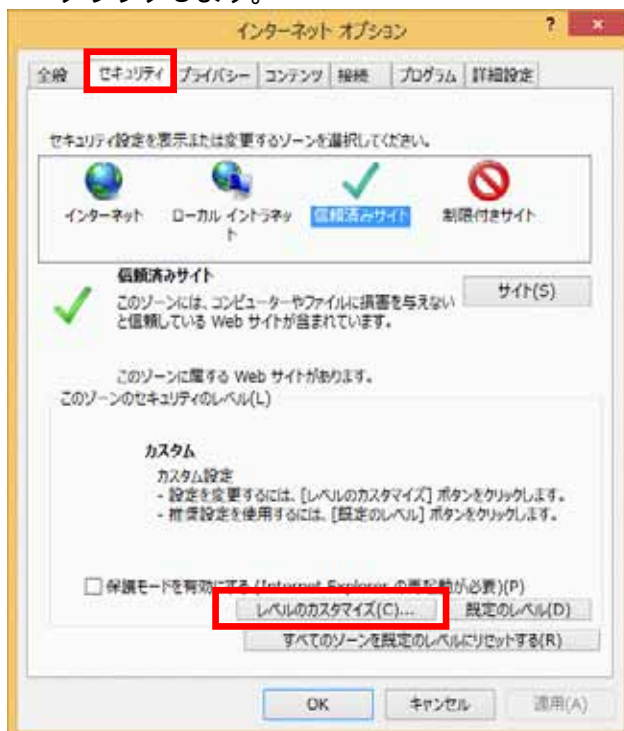 クリックします。
インターネット オプション
?
全般 セキュリティ プライバシー コンテンツ 接続 プログラム 詳細設定
セキュリティ設定を表示または変更するゾーンを選択してください。
インターネット ローカル イントラネット 信頼済みサイト 制限付きサイト
信頼済みサイト
このゾーンには、コンピューターやファイルに損害を与えない
と信頼している Web サイトが含まれています。
サイト(S)
このゾーンに属する Web サイトがあります。
このゾーンのセキュリティのレベル(L)
カスタム
カスタム設定
- 設定を変更するには、[レベルのカスタマイズ] ボタンをクリックします。
- 推奨設定を使用するには、[既定のレベル] ボタンをクリックします。
保護モードを有効にする (Internet Explorer の再起動が必要)(P)
レベルのカスタマイズ(C)... 既定のレベル(D)
すべてのゾーンを既定のレベルにリセットする(R)
OK キャンセル 適用(A)